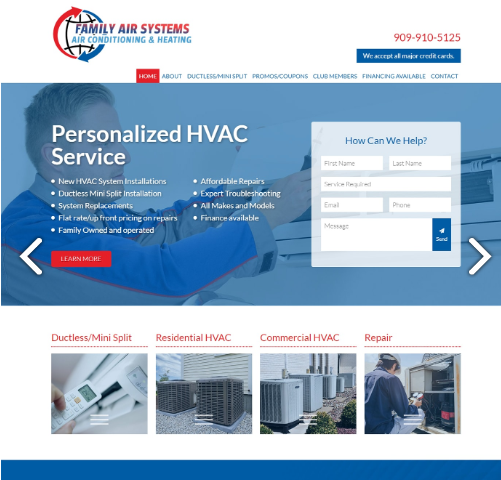 FAMILY AIR SYSTEMS
AIR CONDITIONING & HEATING
909-910-5125
We accept all major credit cards.
HOME ABOUT DUCTLESS/MINI SPLIT PROMOS/COUPONS CLUB MEMBERS FINANCING AVAILABLE CONTACT
Personalized HVAC
Service
New HVAC System Installations
Ductless Mini Split Installation
System Replacements
Flat rate/up front pricing on repairs
Family Owned and operated
Affordable Repairs
Expert Troubleshooting
All Makes and Models
Finance available
LEARN MORE
How Can We Help?
First Name Last Name
Service Required
Email Phone
Message
Send
Ductless/Mini Split Residential HVAC Commercial HVAC Repair